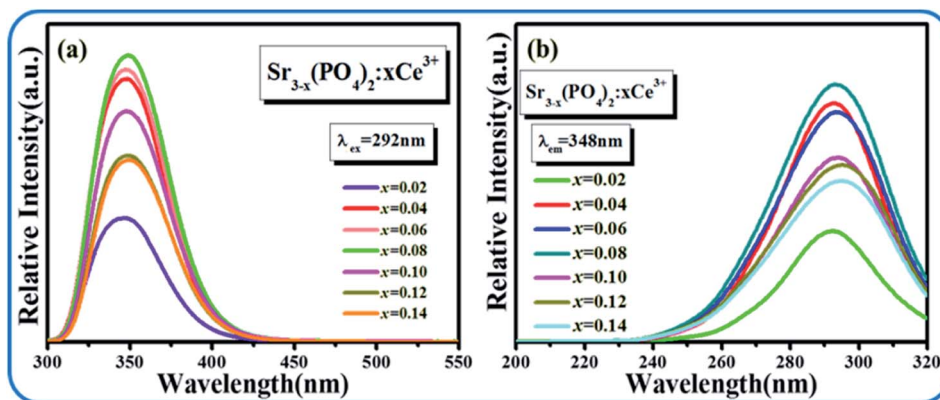 (a)
Sr3-x(PO4)2:xCe3+
λex=292nm
x=0.02
x=0.04
x=0.06
x=0.08
x=0.10
x=0.12
x=0.14
Relative Intensity(a.u.)
300 350 400 450 500 550
Wavelength(nm)
(b)
Sr3-x(PO4)2:xCe3+
λem=348nm
x=0.02
x=0.04
x=0.06
x=0.08
x=0.10
x=0.12
x=0.14
Relative Intensity(a.u.)
200 220 240 260 280 300 320
Wavelength(nm)